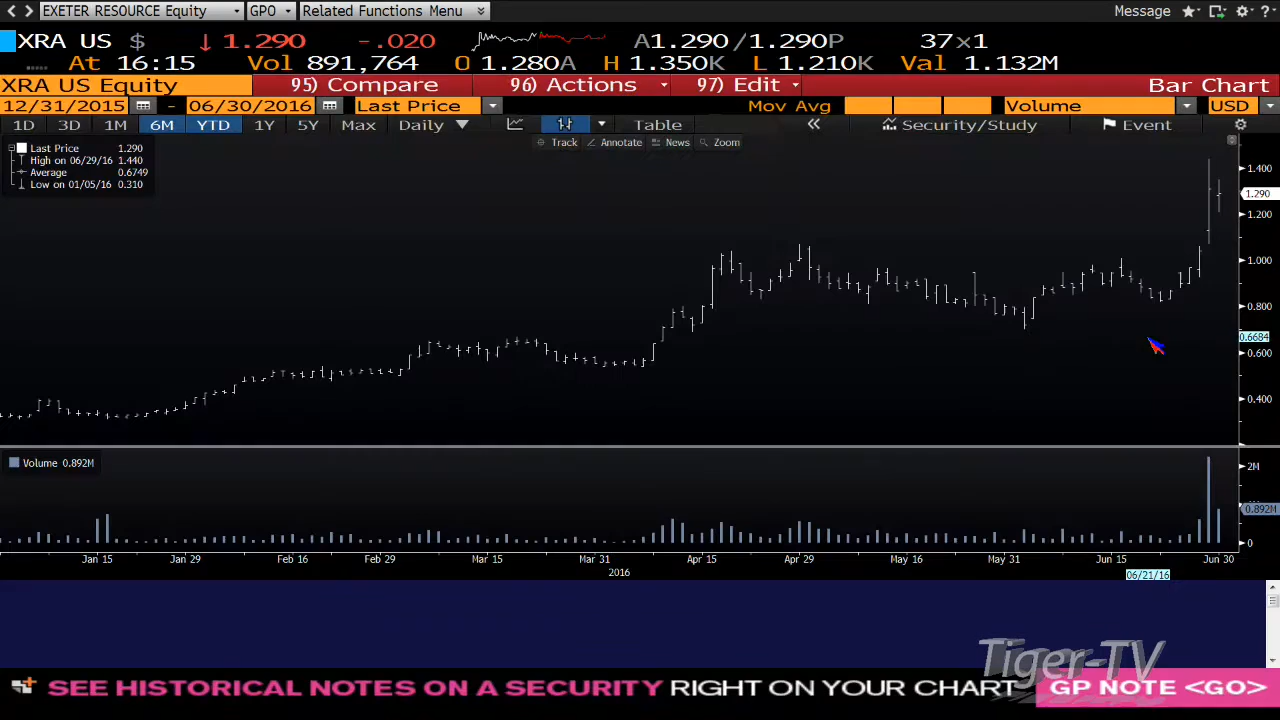 EXETER RESOURCE Equity GPO Related Functions Menu Message
XRA US $ ↓ 1.290 -.020 A1.290/1.290P 37x1
At 16:15 Vol 891,764 O 1.280A H 1.350K L 1.210K Val 1.132M
XRA US Equity 95) Compare 96) Actions 97) Edit Bar Chart
12/31/2015 - 06/30/2016 Last Price Mov Avg Volume USD
1D 3D 1M 6M YTD 1Y 5Y Max Daily Table « Security/Study Event
Track Annotate News Zoom
Last Price 1.290
High on 06/29/16 1.440
Average 0.6749
Low on 01/05/16 0.310
1.400
1.290
1.200
1.000
0.800
0.6684
0.600
0.400
Volume 0.892M
2M
0.892M
0
Jan 15 Jan 29 Feb 16 Feb 29 Mar 15 Mar 31 Apr 15 Apr 29 May 16 May 31 Jun 15 Jun 30
2016 06/21/16
Tiger-TV
SEE HISTORICAL NOTES ON A SECURITY RIGHT ON YOUR CHART GP NOTE <GO>